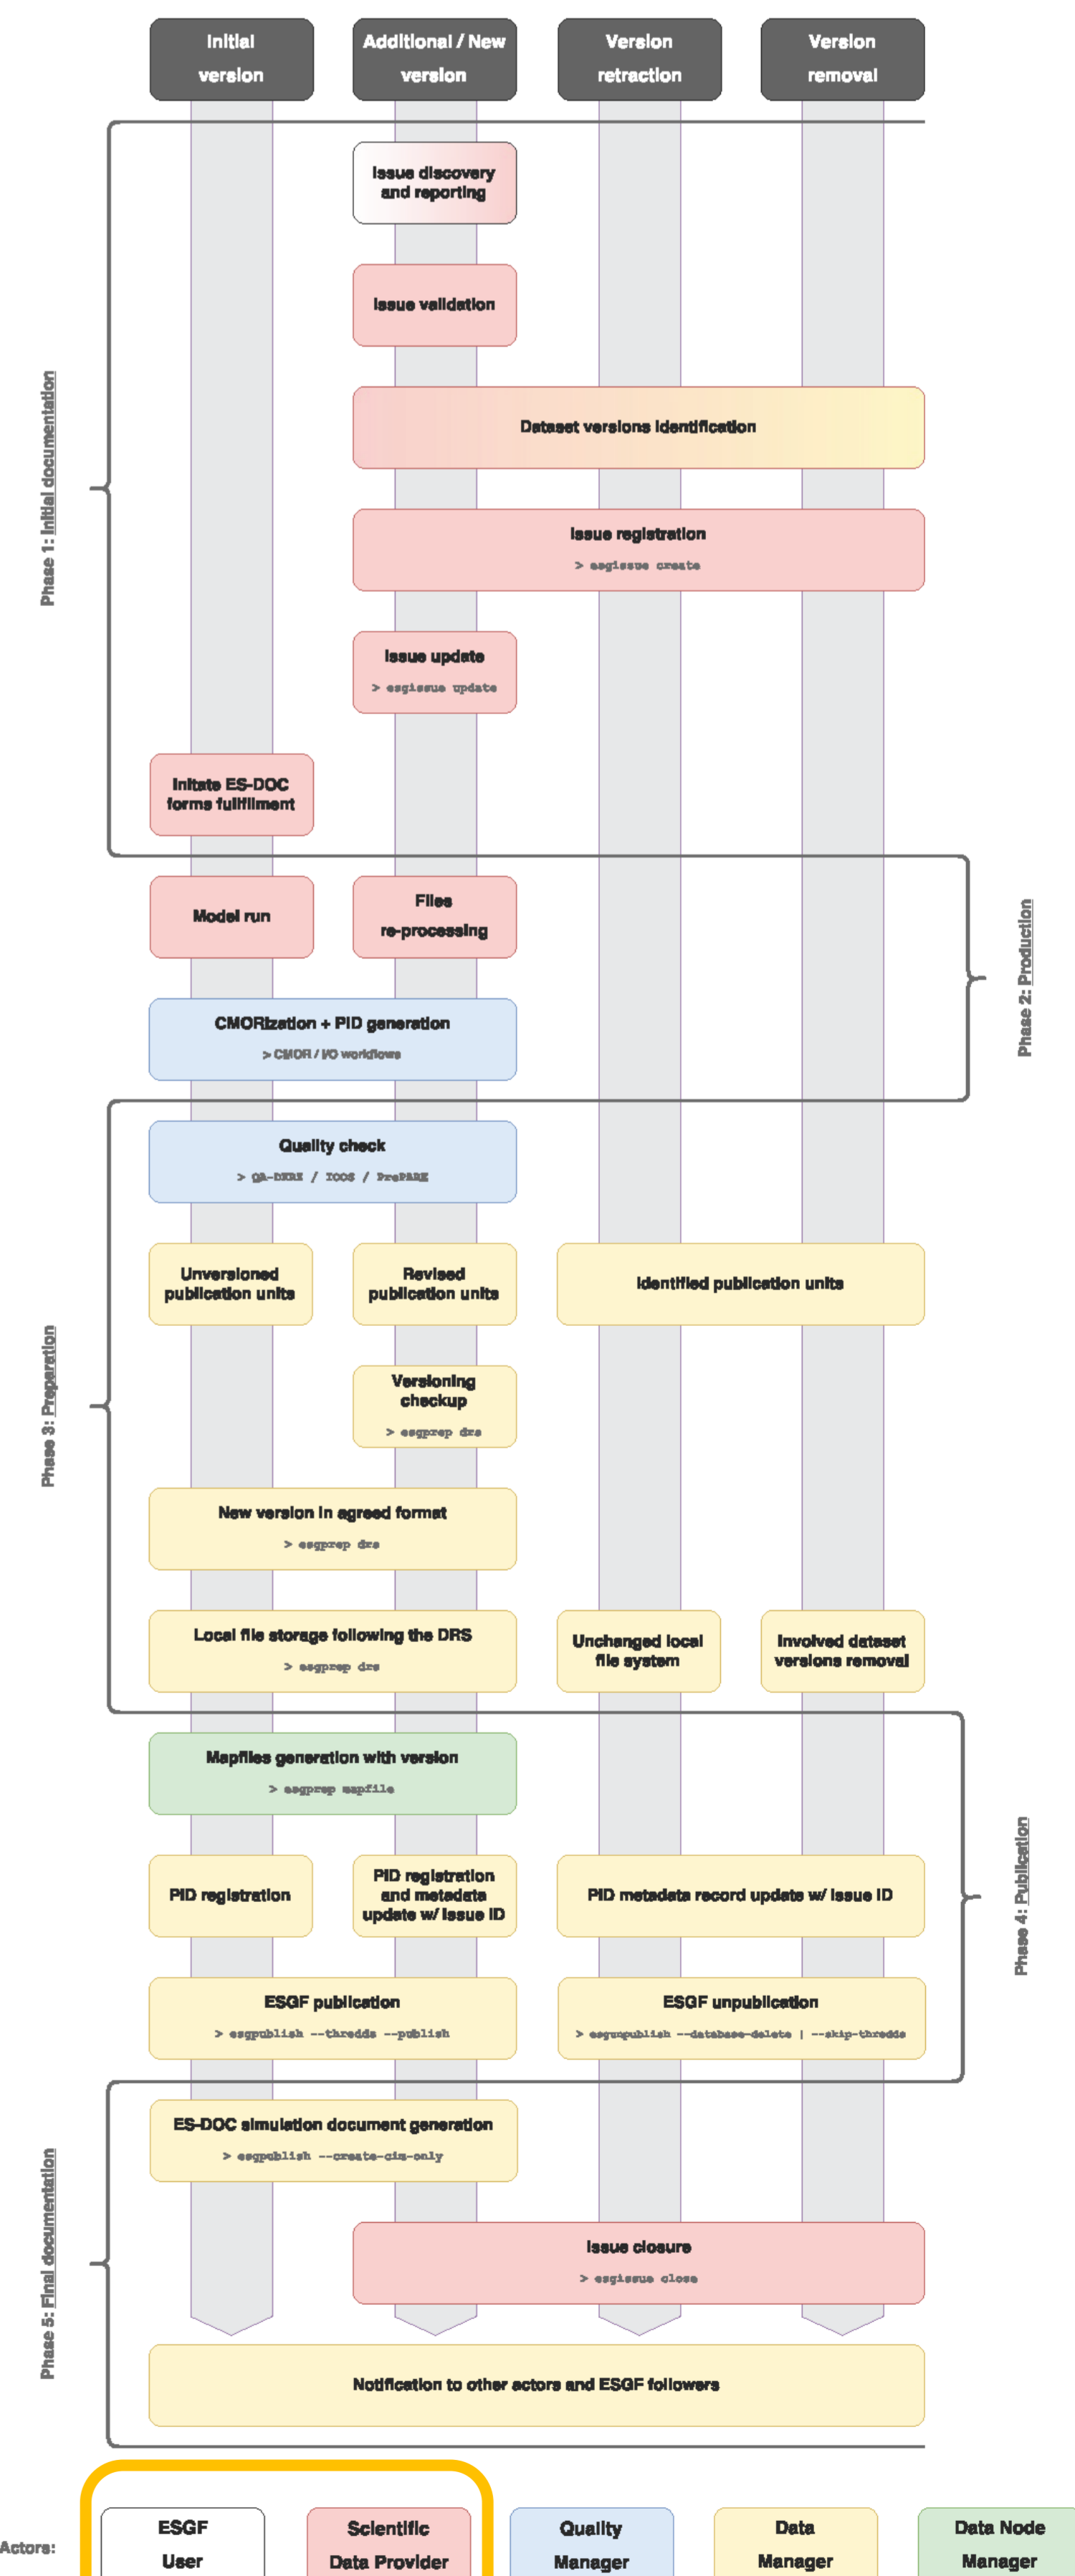 Initial
version
Additional / New
version
Version
retraction
Version
removal
Phase 1: Initial documentation
Issue discovery
and reporting
Issue validation
Dataset versions identification
Issue registration
> esgissue create
Issue update
> esgissue update
Initate ES-DOC
forms fullfilment
Phase 2: Production
Model run
Files
re-processing
CMORization + PID generation
> CMOR / I/O workflows
Phase 3: Preparation
Quality check
> QA-DKRZ / IOOS / PrePARE
Unversioned
publication units
Revised
publication units
Identified publication units
Versioning
checkup
> esgprep drs
New version in agreed format
> esgprep drs
Local file storage following the DRS
> esgprep drs
Unchanged local
file system
Involved dataset
versions removal
Phase 4: Publication
Mapfiles generation with version
> esgprep mapfile
PID registration
PID registration
and metadata
update w/ Issue ID
PID metadata record update w/ Issue ID
ESGF publication
> esgpublish --thredds --publish
ESGF unpublication
> esgunpublish --database-delete | --skip-thredds
Phase 5: Final documentation
ES-DOC simulation document generation
> esgpublish --create-cim-only
Issue closure
> esgissue close
Notification to other actors and ESGF followers
Actors:
ESGF
User
Scientific
Data Provider
Quality
Manager
Data
Manager
Data Node
Manager